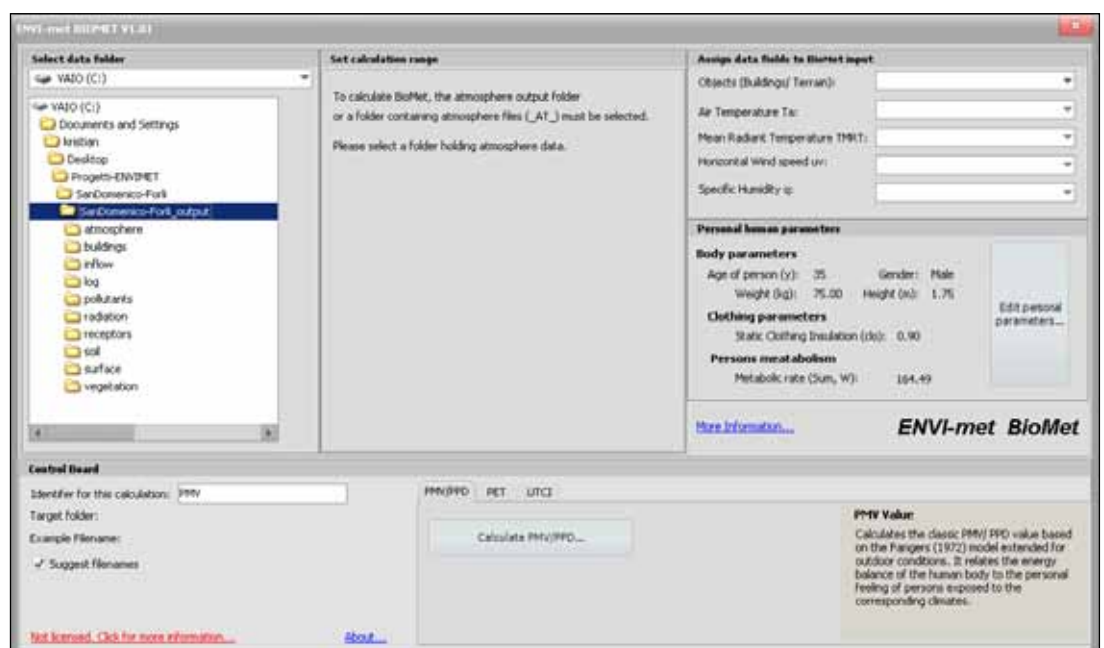 ENVI-met BIOMET V1.01
Select data folder
VAIO (C:)
VAIO (C:)
Documents and Settings
kristian
Desktop
Progetti-ENVIMET
SanDomenico-Forlì
SanDomenico-Forlì_output
atmosphere
buildings
inflow
log
pollutants
radiation
receptors
soil
surface
vegetation
Set calculation range
To calculate BioMet, the atmosphere output folder
or a folder containing atmosphere files (_AT_) must be selected.
Please select a folder holding atmosphere data.
Assign data fields to BioMet input
Objects (Buildings/ Terrain):
Air Temperature Ta:
Mean Radiant Temperature TMRT:
Horizontal Wind speed uv:
Specific Humidity q:
Personal human parameters
Body parameters
Age of person (y): 35 Gender: Male
Weight (kg): 75.00 Height (m): 1.75
Clothing parameters
Static Clothing Insulation (clo): 0.90
Persons meatabolism
Metabolic rate (Sum, W): 164.49
Edit personal
parameters...
More Information...
ENVI-met BioMet
Control Board
Identifer for this calculation: PMV
Target folder:
Example Filename:
Suggest filenames
Not licensed. Click for more information...
About...
PMV/PPD PET UTCI
Calculate PMV/PPD...
PMV Value
Calculates the classic PMV/ PPD value based
on the Fangers (1972) model extended for
outdoor conditions. It relates the energy
balance of the human body to the personal
feeling of persons exposed to the
corresponding climates.